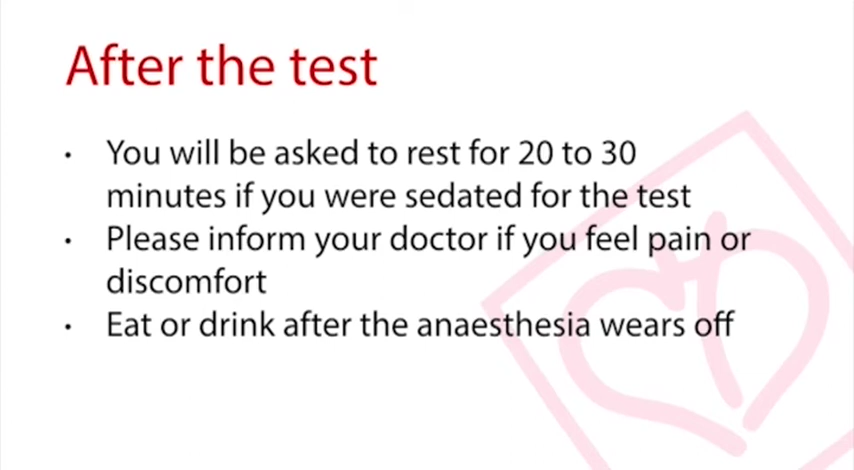 After the test
• You will be asked to rest for 20 to 30
minutes if you were sedated for the test
• Please inform your doctor if you feel pain or
discomfort
• Eat or drink after the anaesthesia wears off